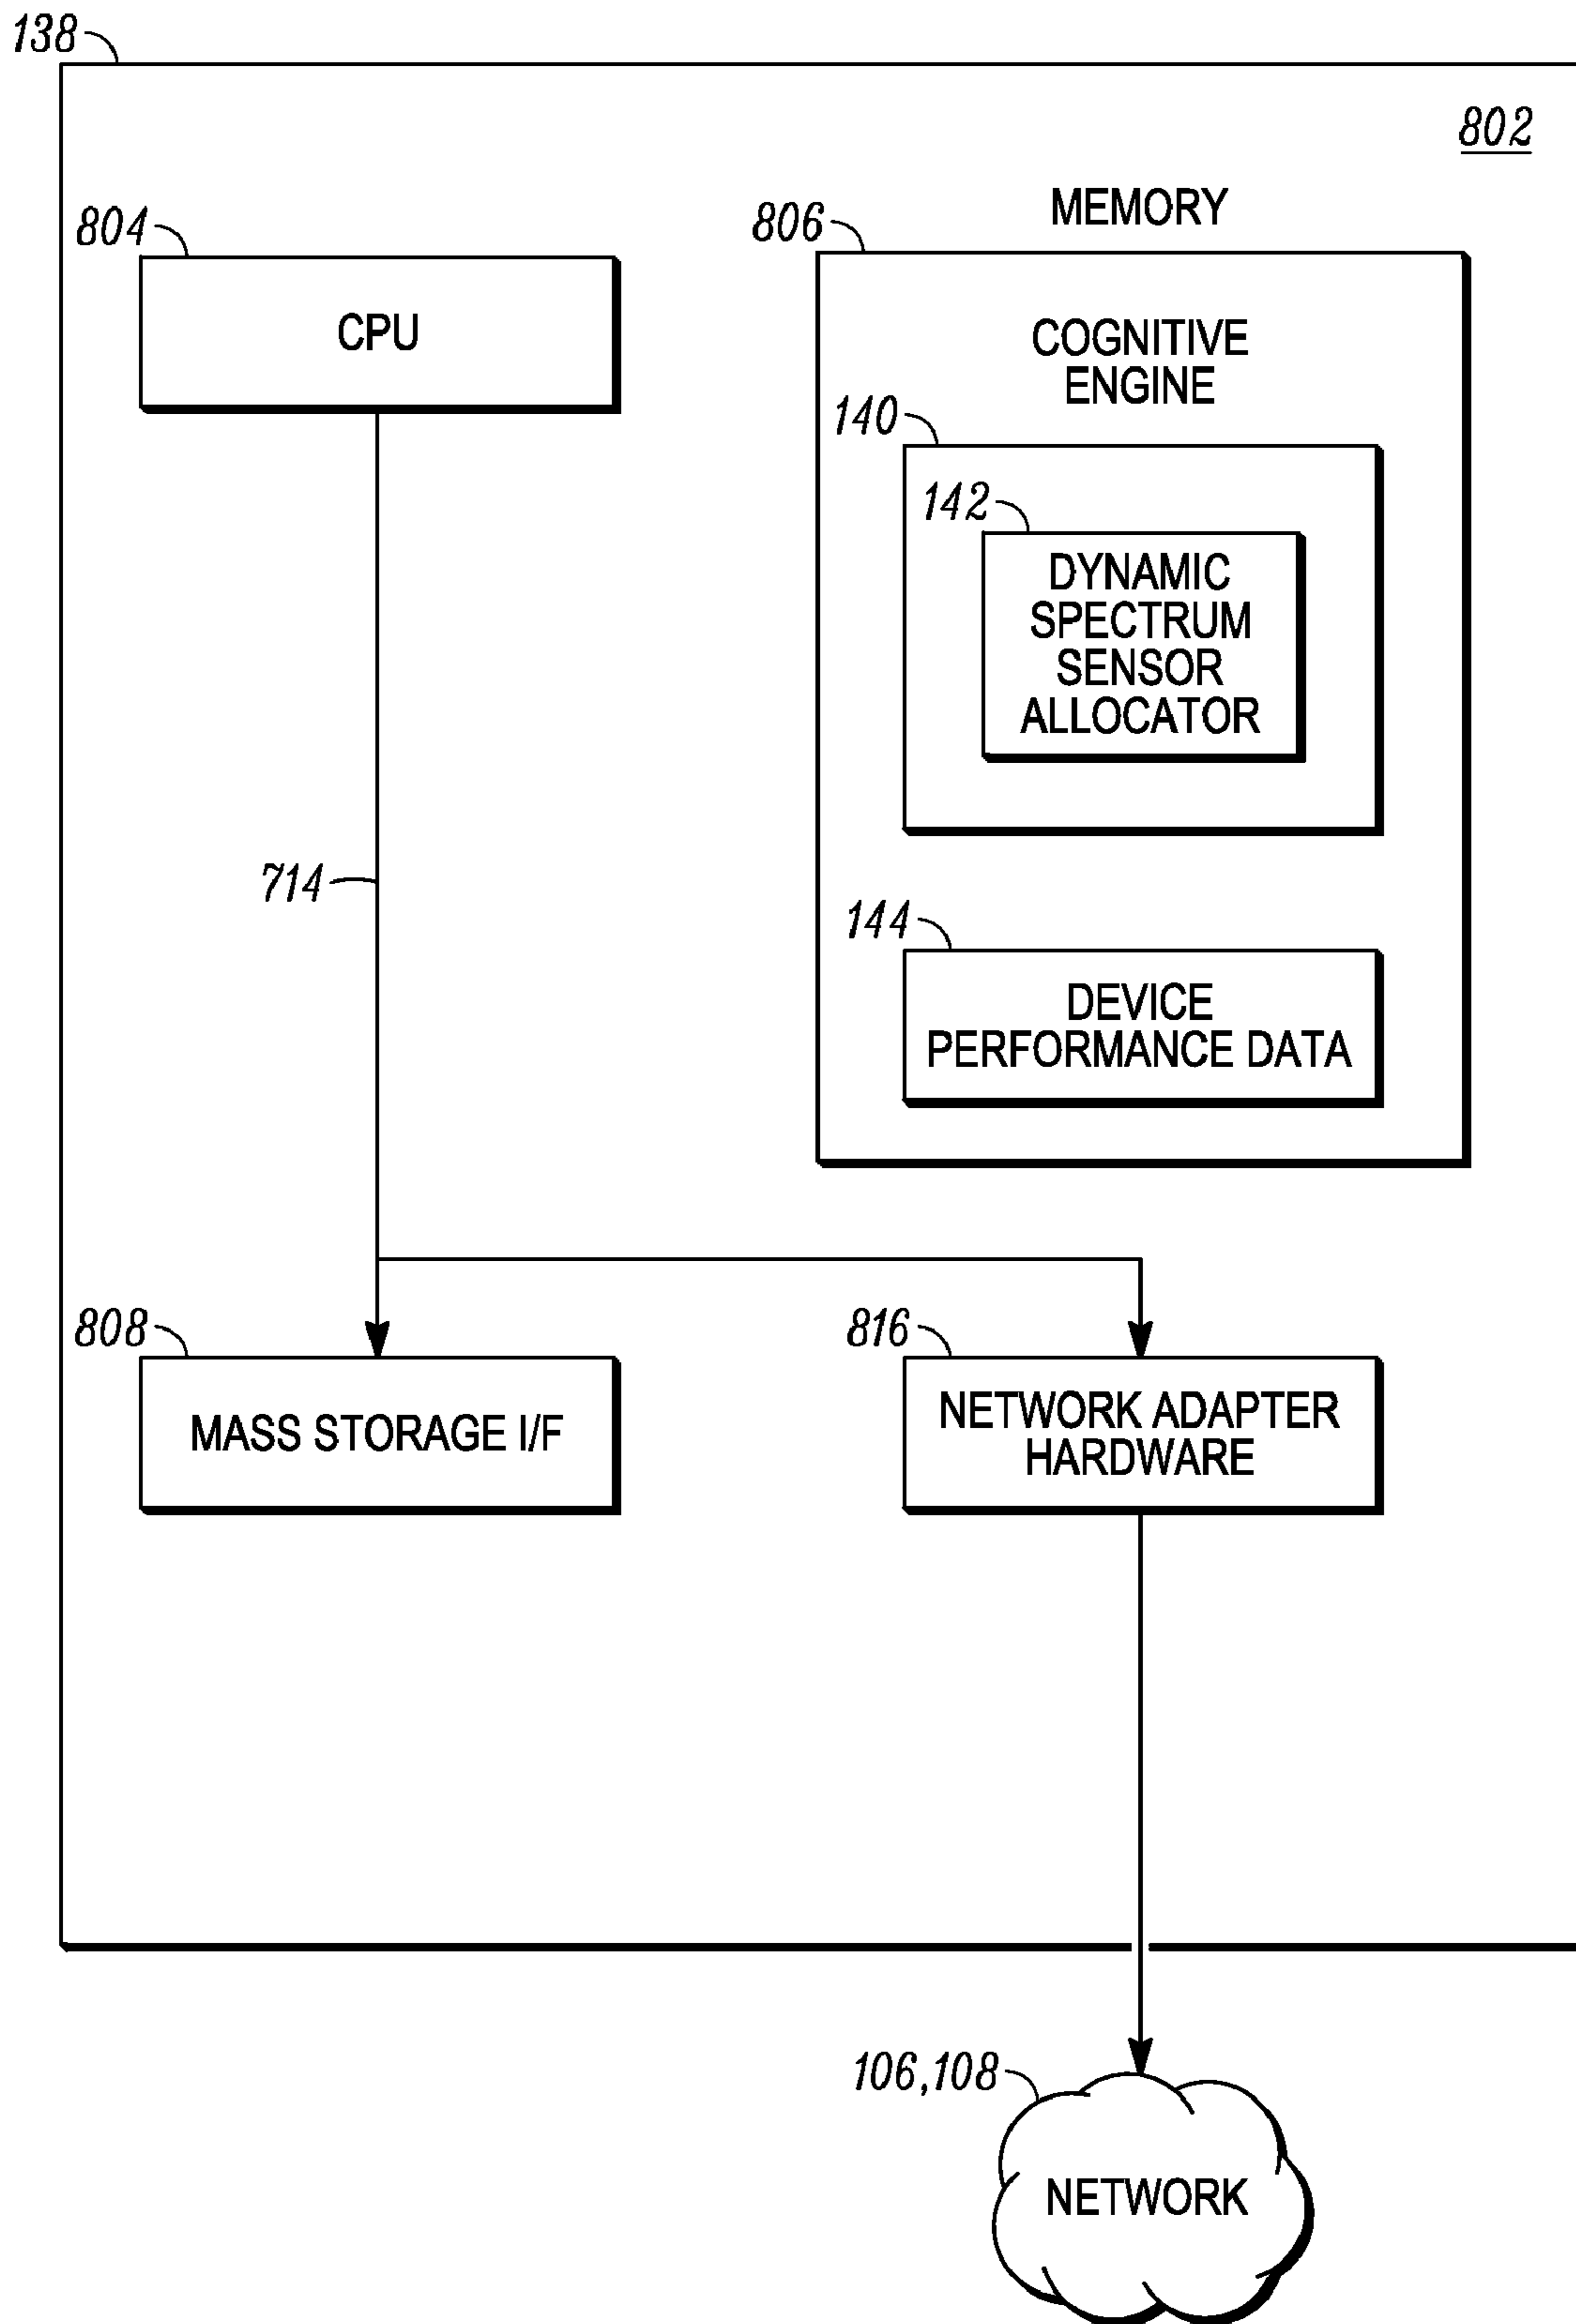 138
802
MEMORY
804
806
CPU
COGNITIVE
ENGINE
140
142
DYNAMIC
SPECTRUM
SENSOR
ALLOCATOR
714
144
DEVICE
PERFORMANCE DATA
808
816
MASS STORAGE I/F
NETWORK ADAPTER
HARDWARE
106,108
NETWORK